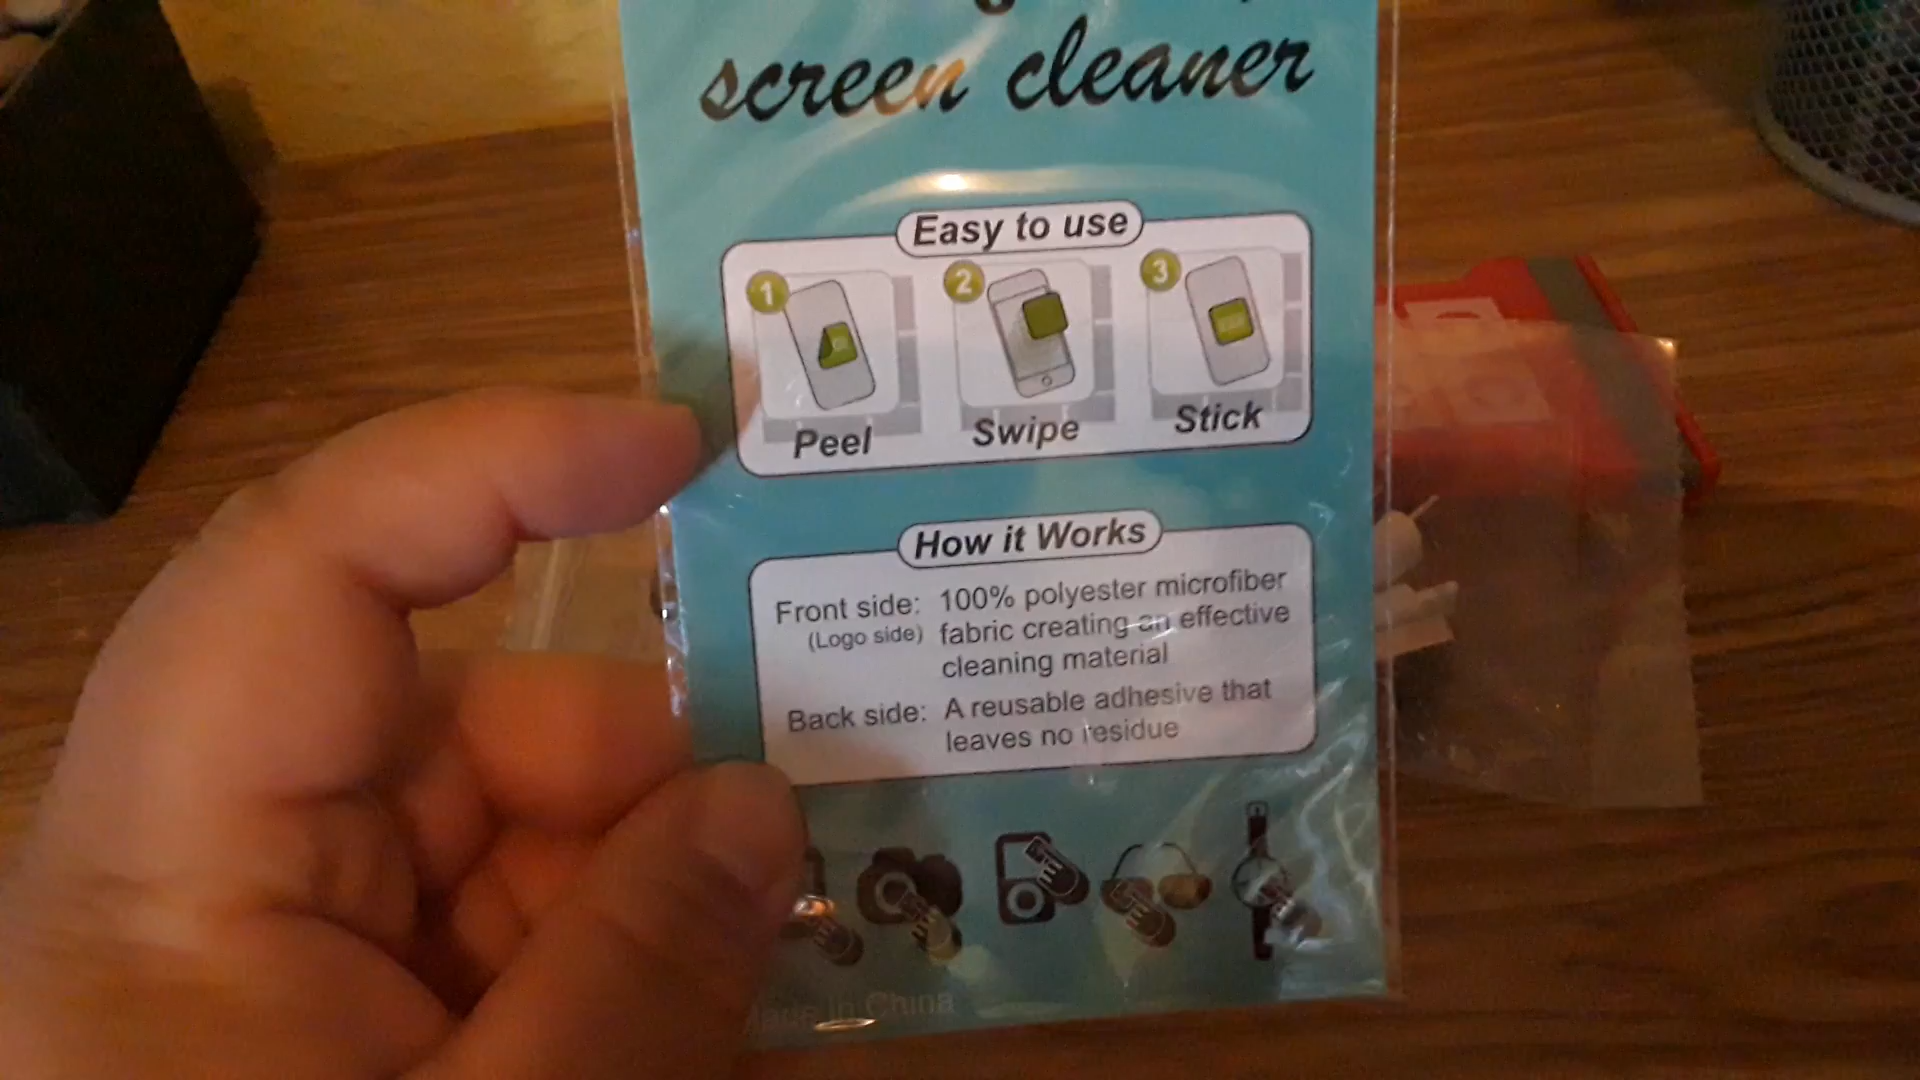 screen cleaner
Easy to use
1 2 3
Peel Swipe Stick
How it Works
Front side: 100% polyester microfiber
(Logo side) fabric creating an effective
cleaning material
Back side: A reusable adhesive that
leaves no residue
Made In China